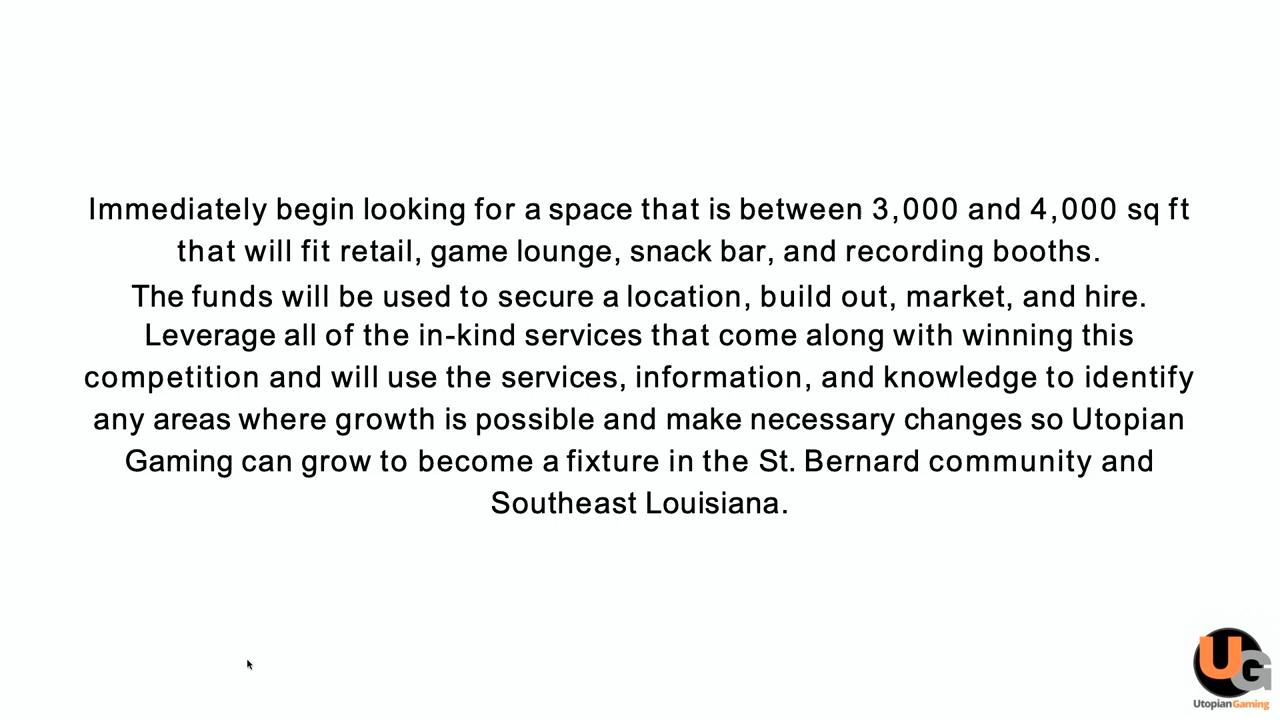 Immediately begin looking for a space that is between 3,000 and 4,000 sq ft
that will fit retail, game lounge, snack bar, and recording booths.
The funds will be used to secure a location, build out, market, and hire.
Leverage all of the in-kind services that come along with winning this
competition and will use the services, information, and knowledge to identify
any areas where growth is possible and make necessary changes so Utopian
Gaming can grow to become a fixture in the St. Bernard community and
Southeast Louisiana.
UG
UtopianGaming